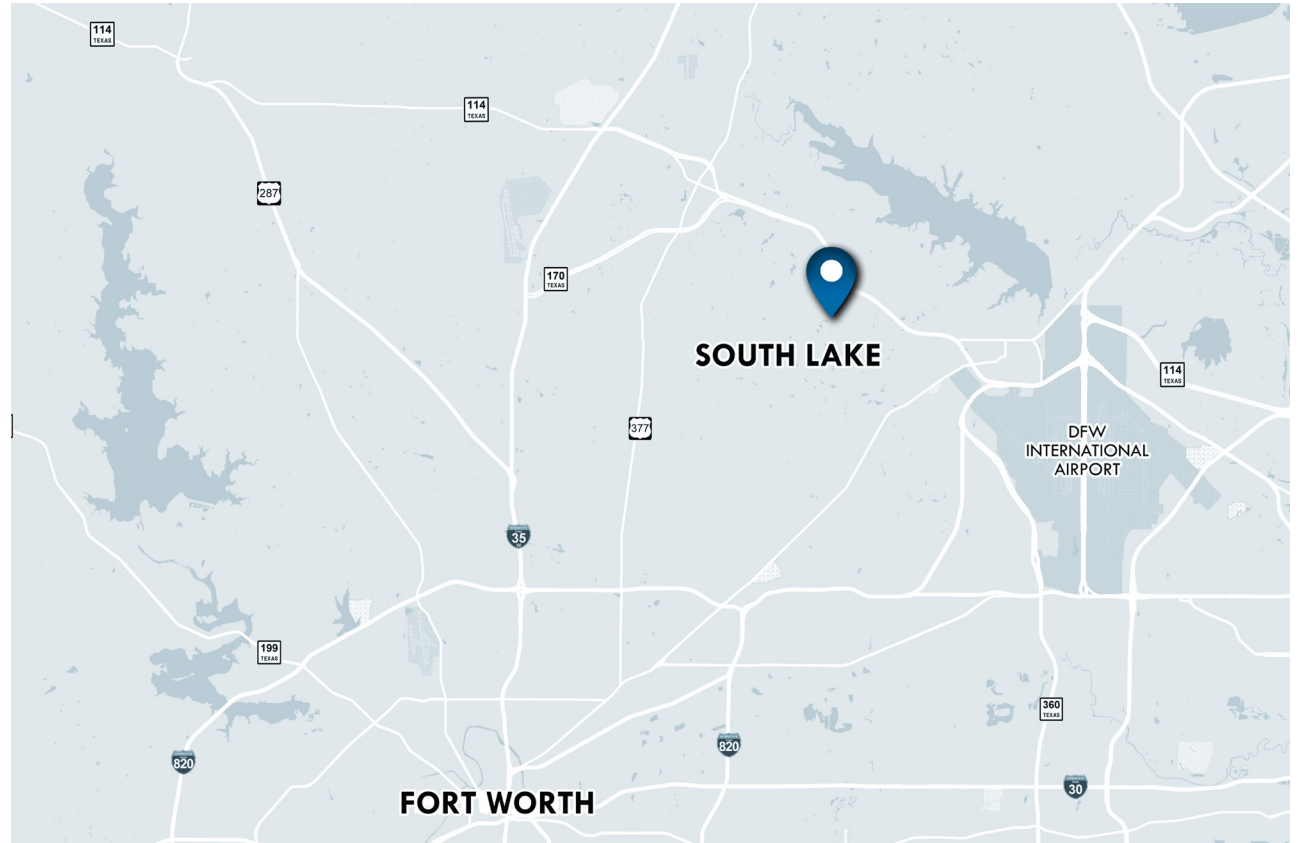 114
TEXAS
114
TEXAS
287
170
TEXAS
SOUTH LAKE
114
TEXAS
377
DFW
INTERNATIONAL
AIRPORT
35
199
TEXAS
360
TEXAS
820
820
30
FORT WORTH